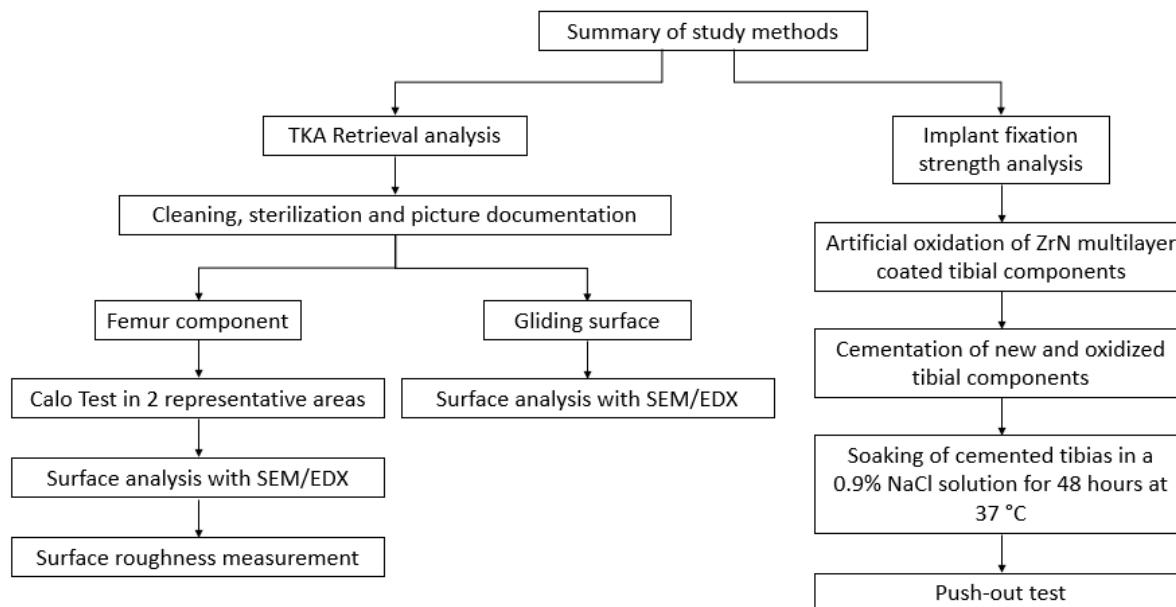 Summary of study methods
TKA Retrieval analysis
Cleaning, sterilization and picture documentation
Femur component
Calo Test in 2 representative areas
Surface analysis with SEM/EDX
Surface roughness measurement
Gliding surface
Surface analysis with SEM/EDX
Implant fixation
strength analysis
Artificial oxidation of ZrN multilayer
coated tibial components
Cementation of new and oxidized
tibial components
Soaking of cemented tibias in a
0.9% NaCl solution for 48 hours at
37 °C
Push-out test